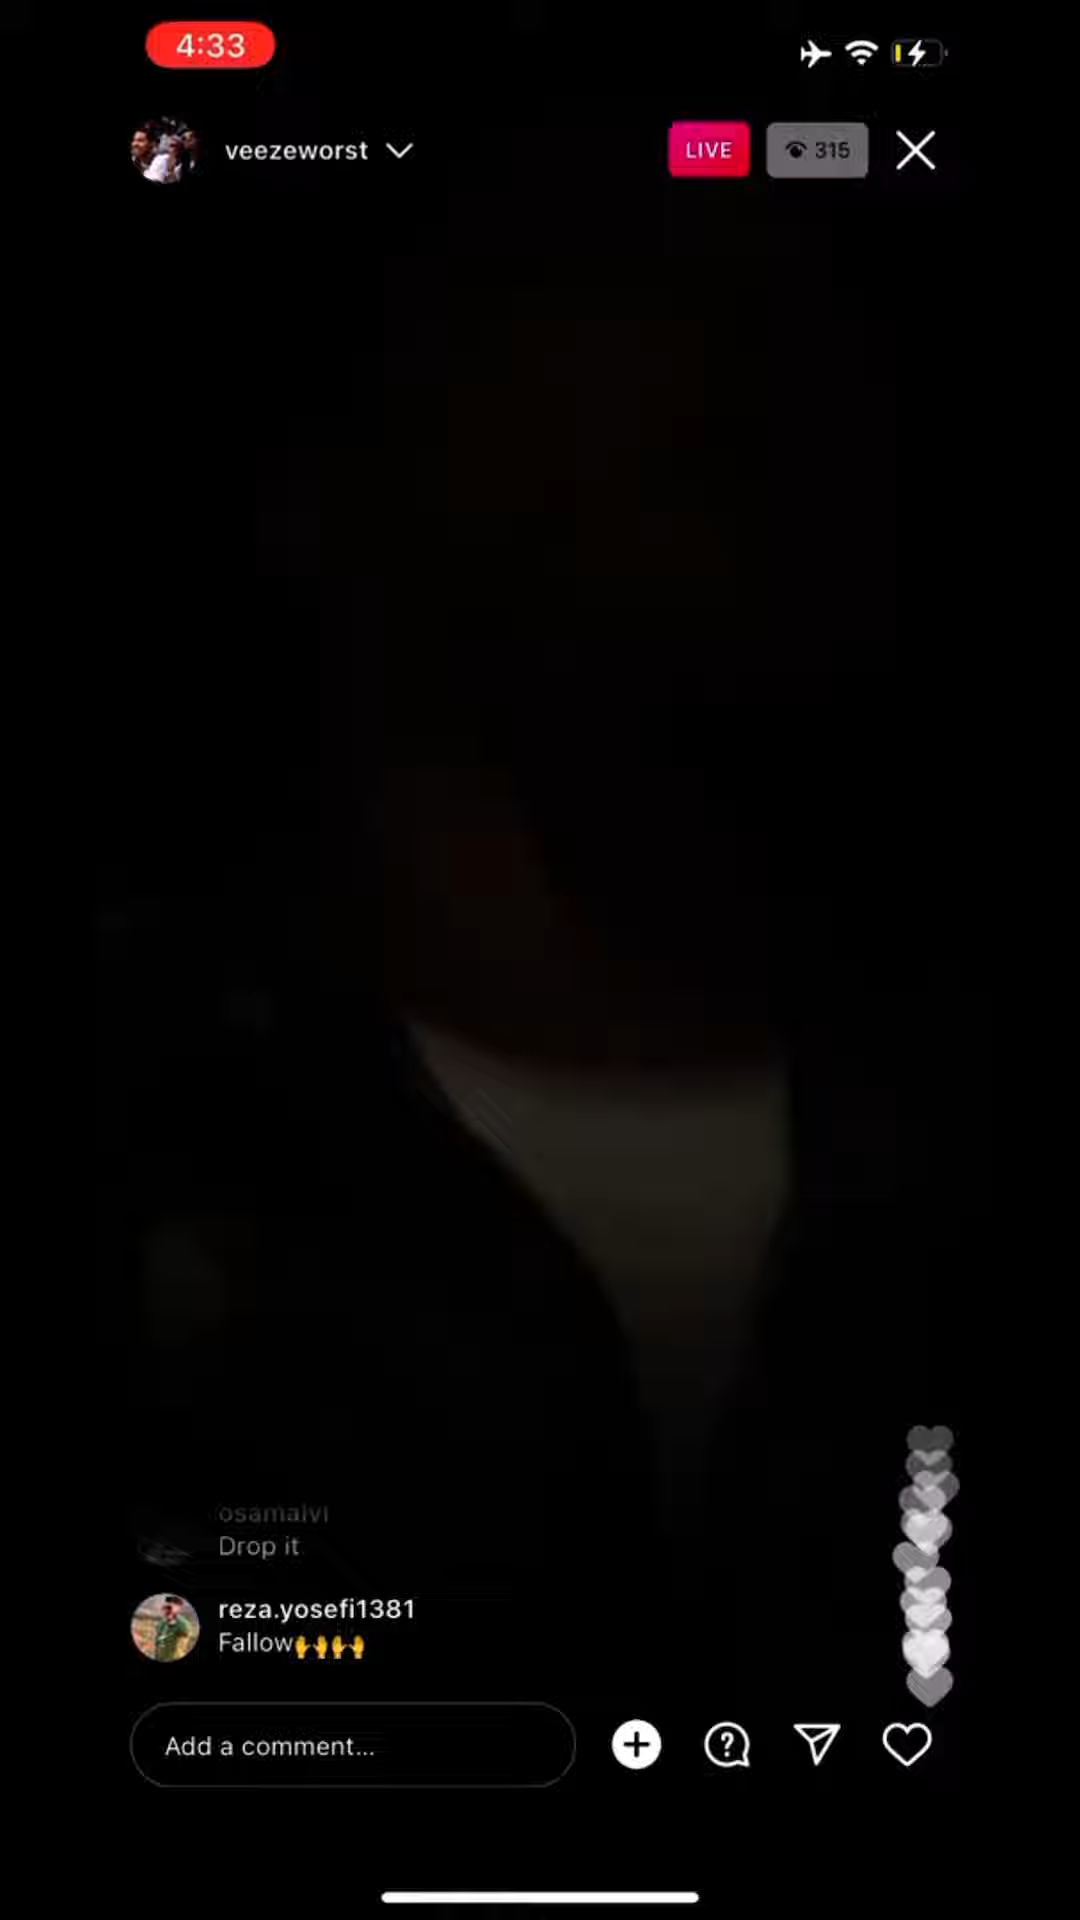 4:33
veezeworst
LIVE
315
osamalvi
Drop it
reza.yosefi1381
Fallow🙌🙌
Add a comment...